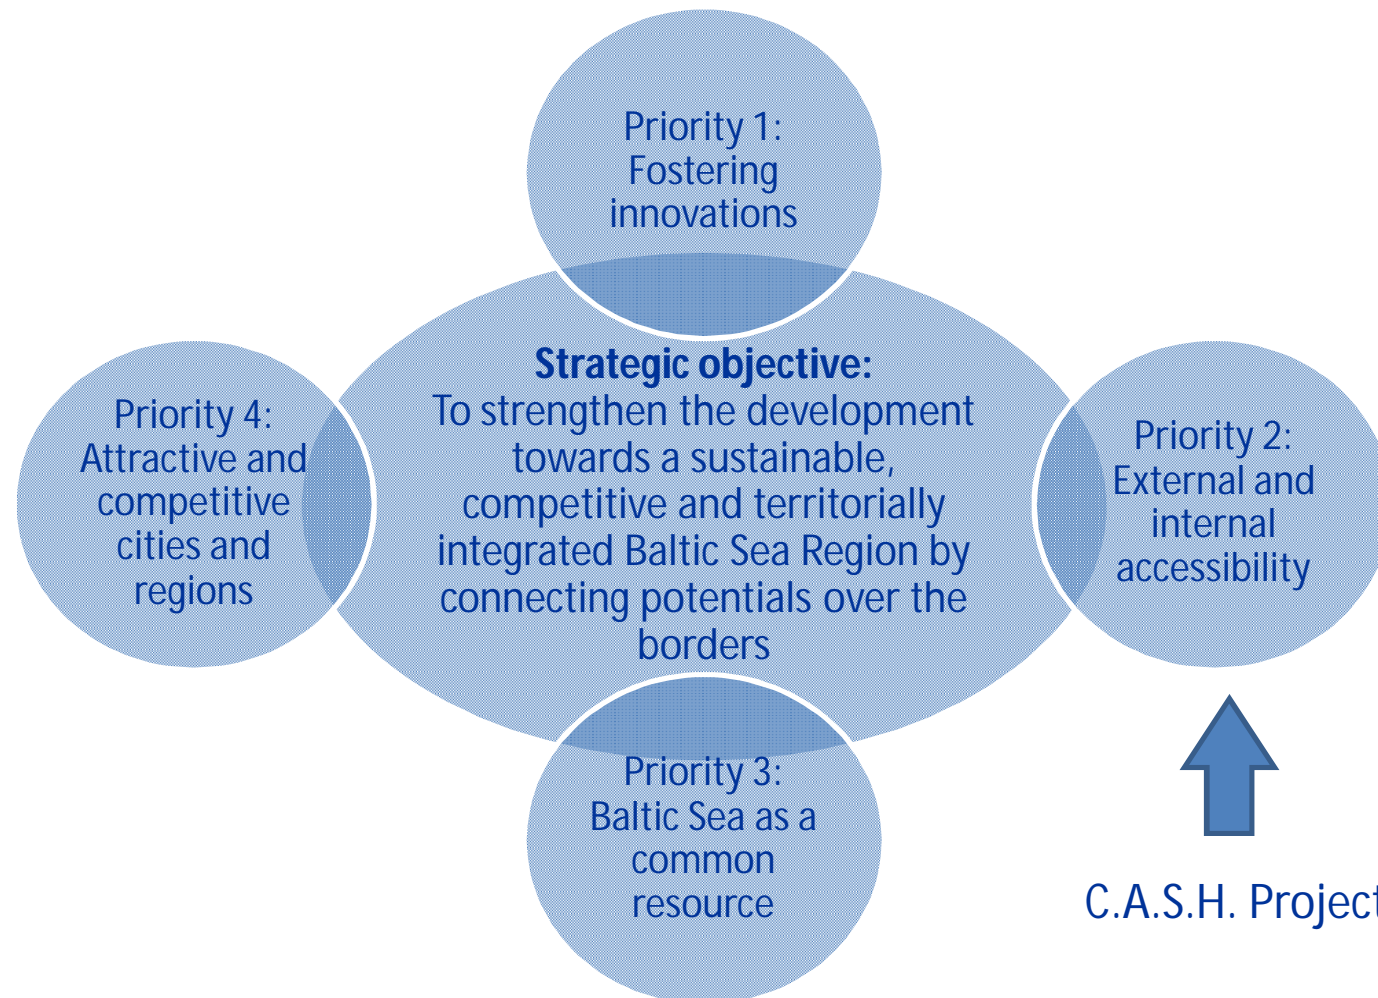 Priority 1:
Fostering
innovations
Strategic objective:
To strengthen the development
towards a sustainable,
competitive and territorially
integrated Baltic Sea Region by
connecting potentials over the
borders
Priority 4:
Attractive and
competitive
cities and
regions
Priority 2:
External and
internal
accessibility
Priority 3:
Baltic Sea as a
common
resource
C.A.S.H. Project